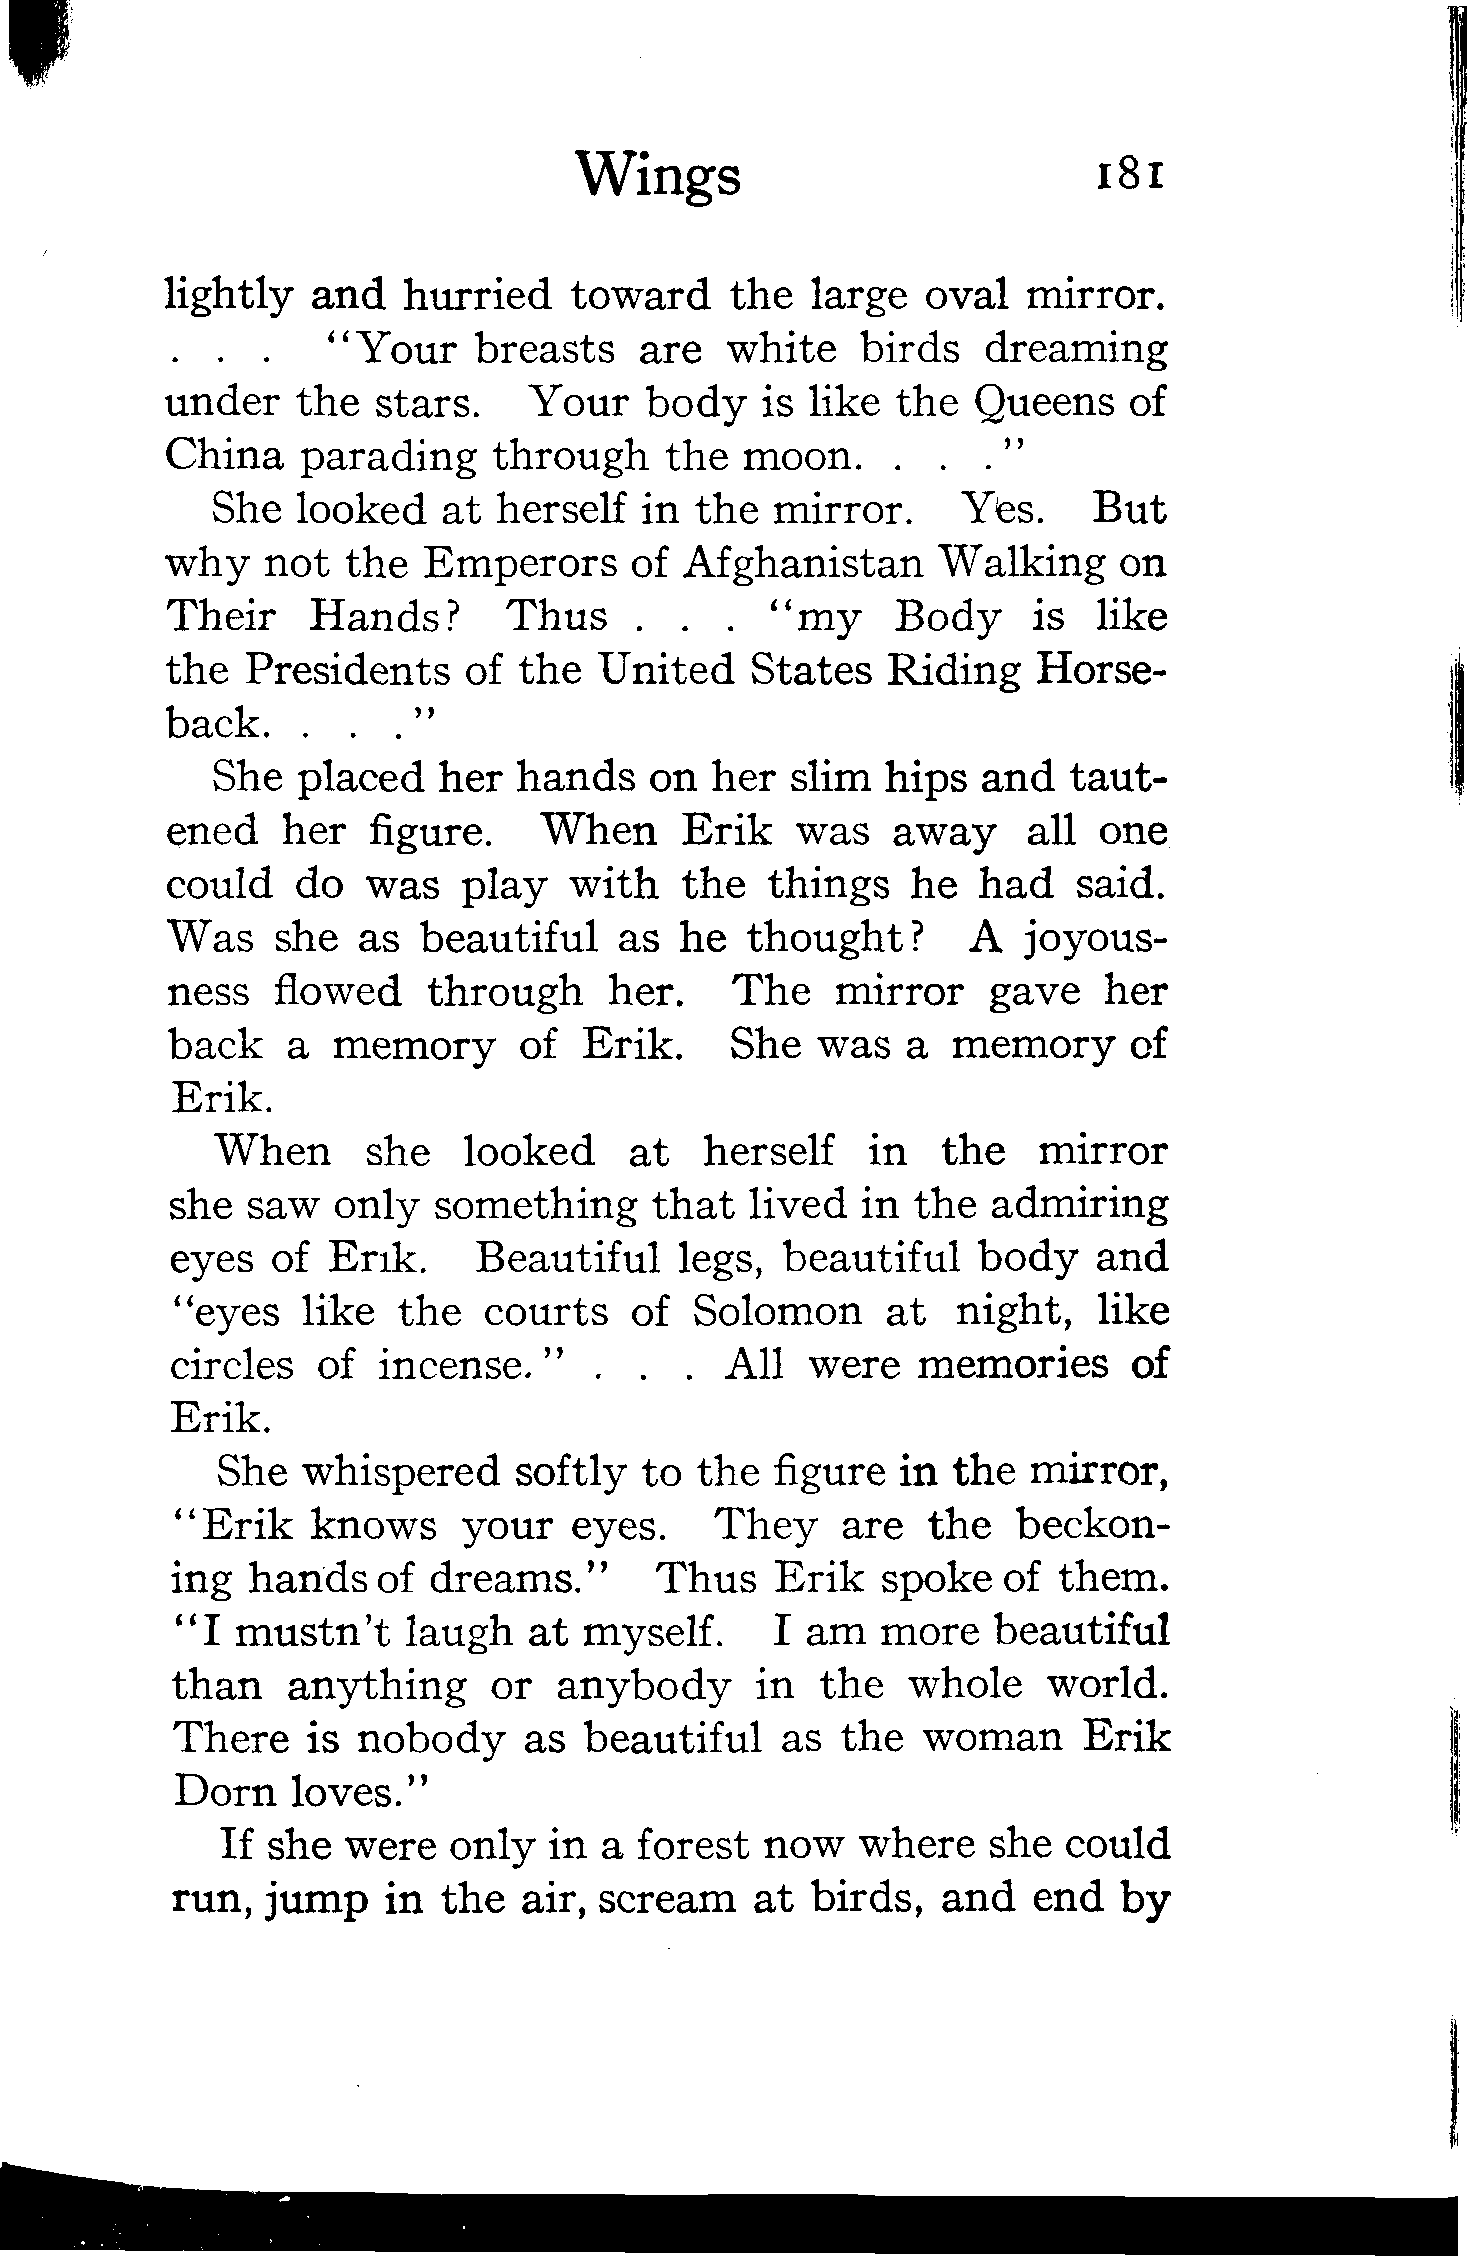 Wings 181
lightly and hurried toward the large oval mirror.
. . . "Your breasts are white birds dreaming
under the stars. Your body is like the Queens of
China parading through the moon. . . ."
She looked at herself in the mirror. Yes. But
why not the Emperors of Afghanistan Walking on
Their Hands? Thus . . . "my Body is like
the Presidents of the United States Riding Horse-
back. . . ."
She placed her hands on her slim hips and taut-
ened her figure. When Erik was away all one
could do was play with the things he had said.
Was she as beautiful as he thought? A joyous-
ness flowed through her. The mirror gave her
back a memory of Erik. She was a memory of
Erik.
When she looked at herself in the mirror
she saw only something that lived in the admiring
eyes of Erik. Beautiful legs, beautiful body and
"eyes like the courts of Solomon at night, like
circles of incense." . . . All were memories of
Erik.
She whispered softly to the figure in the mirror,
"Erik knows your eyes. They are the beckon-
ing hands of dreams." Thus Erik spoke of them.
"I mustn't laugh at myself. I am more beautiful
than anything or anybody in the whole world.
There is nobody as beautiful as the woman Erik
Dorn loves."
If she were only in a forest now where she could
run, jump in the air, scream at birds, and end by